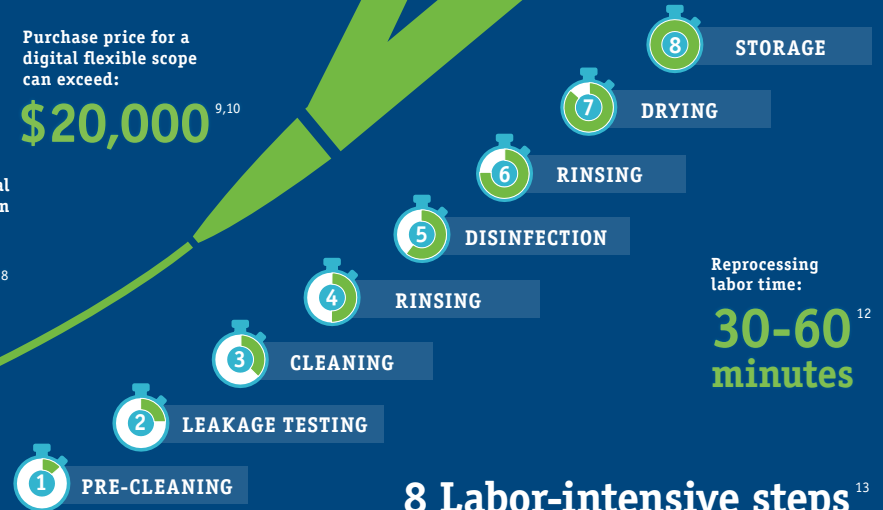 Purchase price for a
digital flexible scope
can exceed:
$20,000 9,10
8
8 STORAGE
7 DRYING
6 RINSING
5 DISINFECTION
4 RINSING
3 CLEANING
2 LEAKAGE TESTING
1 PRE-CLEANING
Reprocessing
labor time:
30-60 12
minutes
8 Labor-intensive steps 13